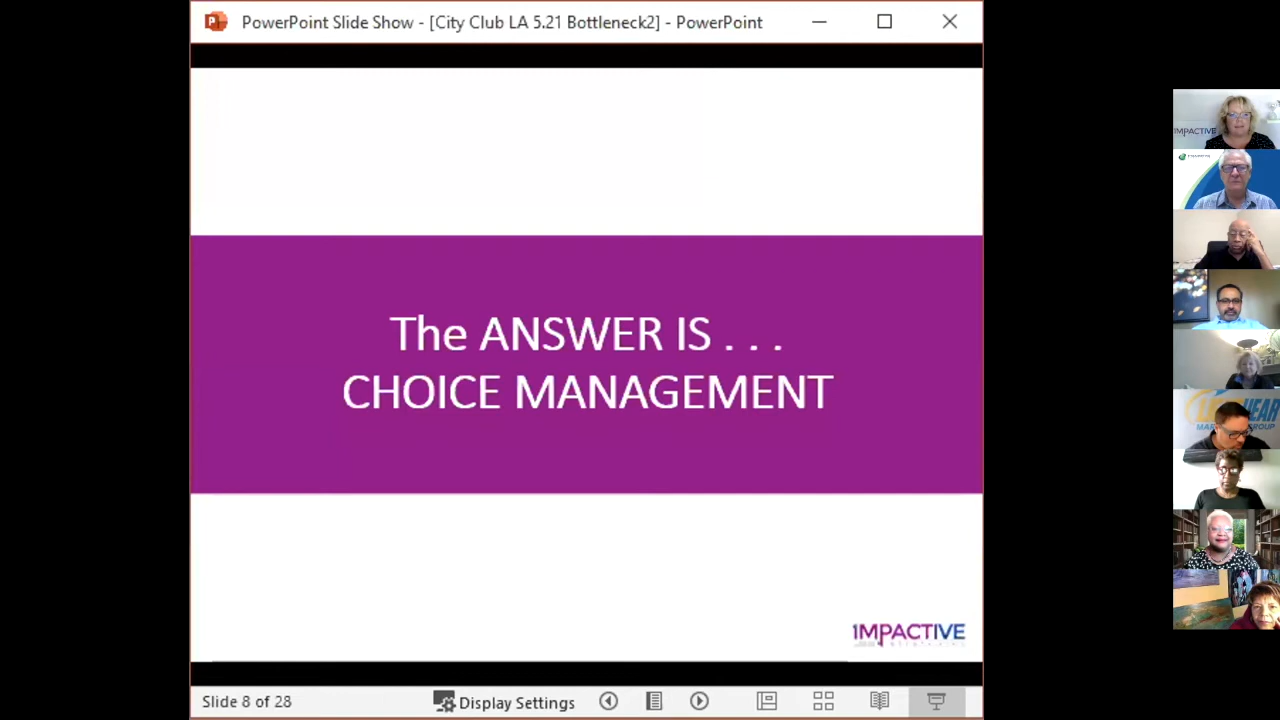 PowerPoint Slide Show - [City Club LA 5.21 Bottleneck2] - PowerPoint
The ANSWER IS . . .
CHOICE MANAGEMENT
IMPACTIVE
Slide 8 of 28
Display Settings
IMPACTIVE